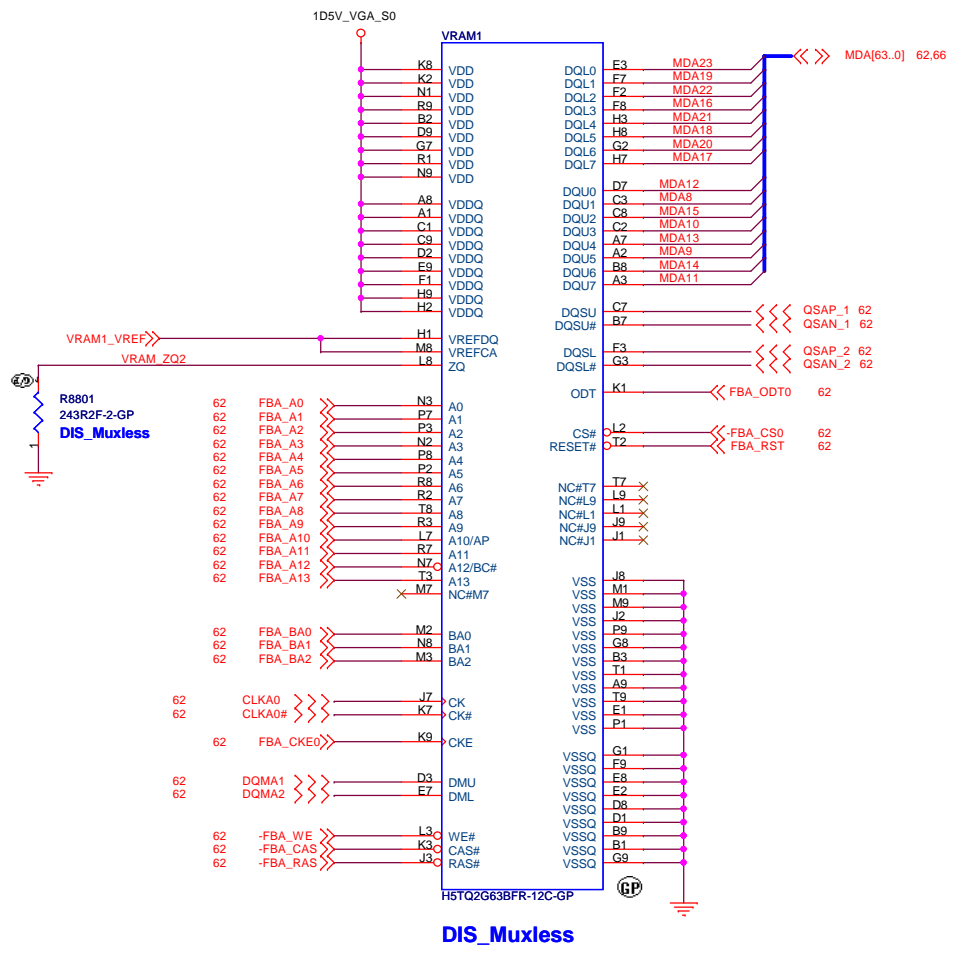 1D5V_VGA_S0
VRAM1
K8 VDD DQL0 E3 MDA23 MDA[63..0] 62,66
K2 VDD DQL1 F7 MDA19
N1 VDD DQL2 F2 MDA22
R9 VDD DQL3 F8 MDA16
B2 VDD DQL4 H3 MDA21
D9 VDD DQL5 H8 MDA18
G7 VDD DQL6 G2 MDA20
R1 VDD DQL7 H7 MDA17
N9 VDD
DQU0 D7 MDA12
A8 VDDQ DQU1 C3 MDA8
A1 VDDQ DQU2 C8 MDA15
C1 VDDQ DQU3 C2 MDA10
C9 VDDQ DQU4 A7 MDA13
D2 VDDQ DQU5 A2 MDA9
E9 VDDQ DQU6 B8 MDA14
F1 VDDQ DQU7 A3 MDA11
H9 VDDQ
H2 VDDQ DQSU C7 QSAP_1 62
DQSU# B7 QSAN_1 62
VRAM1_VREF H1 VREFDQ
M8 VREFCA DQSL F3 QSAP_2 62
VRAM_ZQ2 L8 ZQ DQSL# G3 QSAN_2 62
ODT K1 FBA_ODT0 62
R8801
243R2F-2-GP
DIS_Muxless
1
62 FBA_A0 N3 A0
62 FBA_A1 P7 A1
62 FBA_A2 P3 A2 CS# L2 -FBA_CS0 62
62 FBA_A3 N2 A3 RESET# T2 FBA_RST 62
62 FBA_A4 P8 A4
62 FBA_A5 P2 A5
62 FBA_A6 R8 A6 NC#T7 T7
62 FBA_A7 R2 A7 NC#L9 L9
62 FBA_A8 T8 A8 NC#L1 L1
62 FBA_A9 R3 A9 NC#J9 J9
62 FBA_A10 L7 A10/AP NC#J1 J1
62 FBA_A11 R7 A11
62 FBA_A12 N7 A12/BC#
62 FBA_A13 T3 A13 VSS J8
M7 NC#M7 VSS M1
VSS M9
VSS J2
62 FBA_BA0 M2 BA0 VSS P9
62 FBA_BA1 N8 BA1 VSS G8
62 FBA_BA2 M3 BA2 VSS B3
VSS T1
VSS A9
62 CLKA0 J7 CK VSS T9
62 CLKA0# K7 CK# VSS E1
VSS P1
62 FBA_CKE0 K9 CKE
VSSQ G1
VSSQ F9
62 DQMA1 D3 DMU VSSQ E8
62 DQMA2 E7 DML VSSQ E2
VSSQ D8
VSSQ D1
62 -FBA_WE L3 WE# VSSQ B9
62 -FBA_CAS K3 CAS# VSSQ B1
62 -FBA_RAS J3 RAS# VSSQ G9
GP
H5TQ2G63BFR-12C-GP
DIS_Muxless